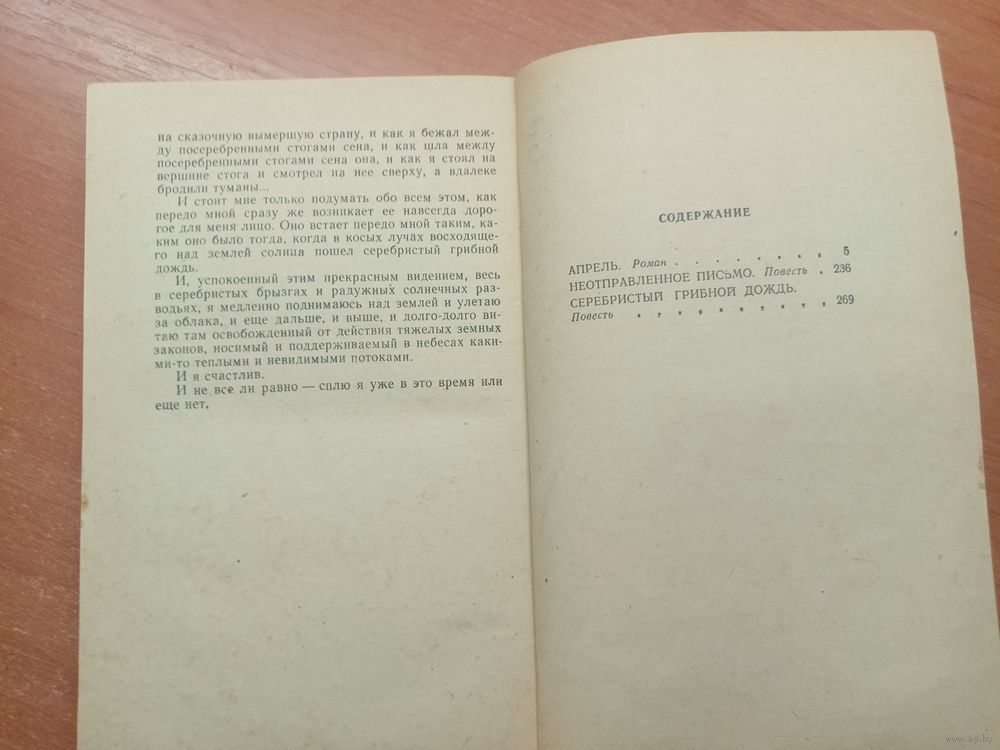 на сказочную вымершую страну, и как я бежал меж-
ду посеребренными стогами сена, и как шла между
посеребренными стогами сена она, и как я стоял на
вершине стога и смотрел на нее сверху, а вдалеке
бродили туманы...
И стоит мне только подумать обо всем этом, как
передо мной сразу же возникает ее навсегда доро-
гое для меня лицо. Оно встает передо мной таким, ка-
ким оно было тогда, когда в косых лучах восходяще-
го над землей солнца пошел серебристый грибной
дождь.
И, успокоенный этим прекрасным видением, весь
в серебристых брызгах и радужных солнечных раз-
водьях, я медленно поднимаюсь над землей и улетаю
за облака, и еще дальше, и выше, и долго-долго ви-
таю там освобожденный от действия тяжелых земных
законов, носимый и поддерживаемый в небесах каки-
ми-то теплыми и невидимыми потоками.
И я счастлив.
И не все ли равно — сплю я уже в это время или
еще нет.
СОДЕРЖАНИЕ
АПРЕЛЬ. Роман . . . . . . . . . 5
НЕОТПРАВЛЕННОЕ ПИСЬМО. Повесть . 236
СЕРЕБРИСТЫЙ ГРИБНОЙ ДОЖДЬ.
Повесть . . . . . . . . . . . 269
www.ay.by